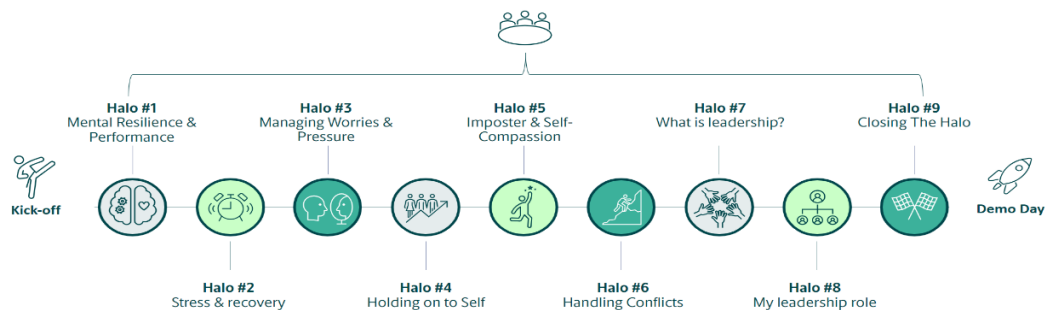 Halo #1
Mental Resilience &
Performance
Halo #3
Managing Worries &
Pressure
Halo #5
Imposter & Self-
Compassion
Halo #7
What is leadership?
Halo #9
Closing The Halo
Kick-off
Demo Day
Halo #2
Stress & recovery
Halo #4
Holding on to Self
Halo #6
Handling Conflicts
Halo #8
My leadership role